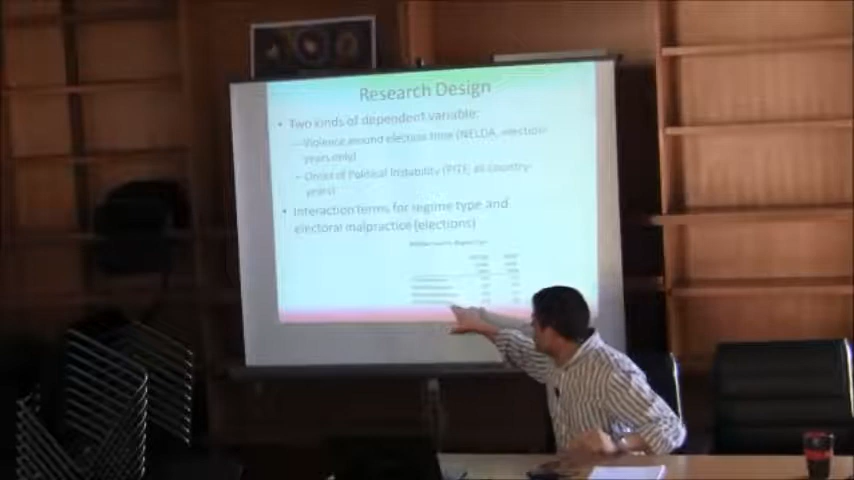 Research Design
• Two kinds of dependent variable:
– Violence around election time (NELDA, election-
years only)
– Onset of Political Instability (PITF, all country-
years)
• Interaction terms for regime type and
electoral malpractice (elections)